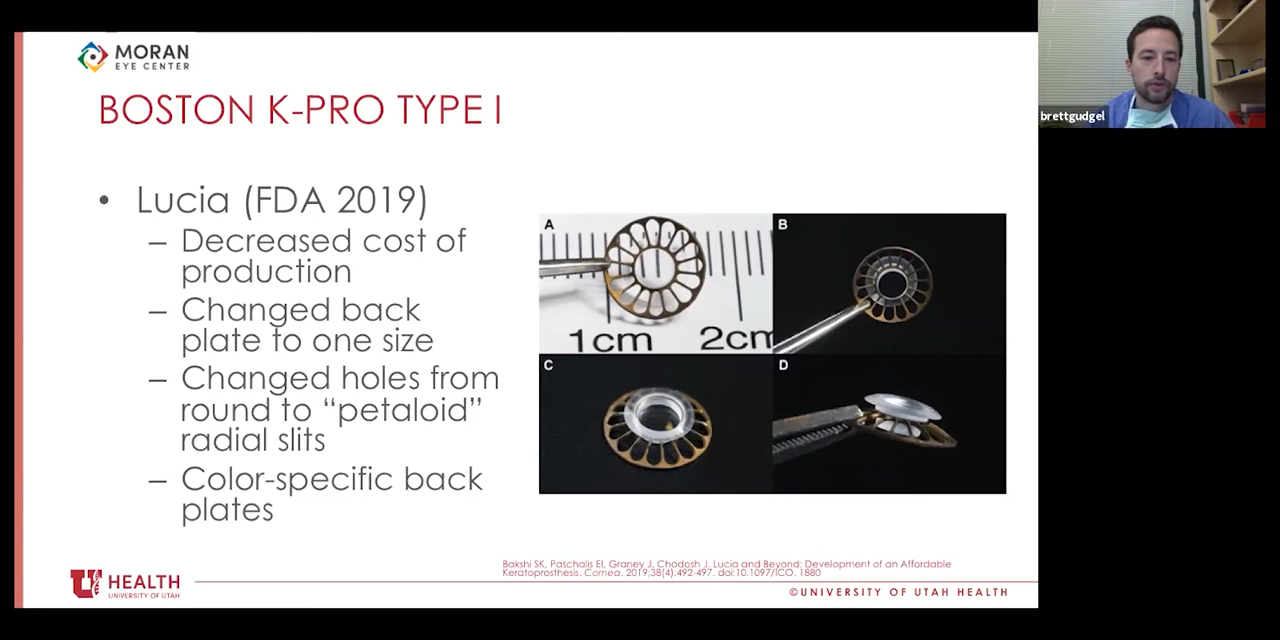 MORAN
EYE CENTER
BOSTON K-PRO TYPE I
• Lucia (FDA 2019)
– Decreased cost of
production
– Changed back
plate to one size
– Changed holes from
round to “petaloid”
radial slits
– Color-specific back
plates
A
B
1cm 2cm
C
D
Bakshi SK, Paschalis EI, Graney J, Chodosh J. Lucia and Beyond: Development of an Affordable
Keratoprosthesis. Cornea. 2019;38(4):492-497. doi:10.1097/ICO. 1880
U HEALTH
UNIVERSITY OF UTAH
©UNIVERSITY OF UTAH HEALTH
brettgudgel